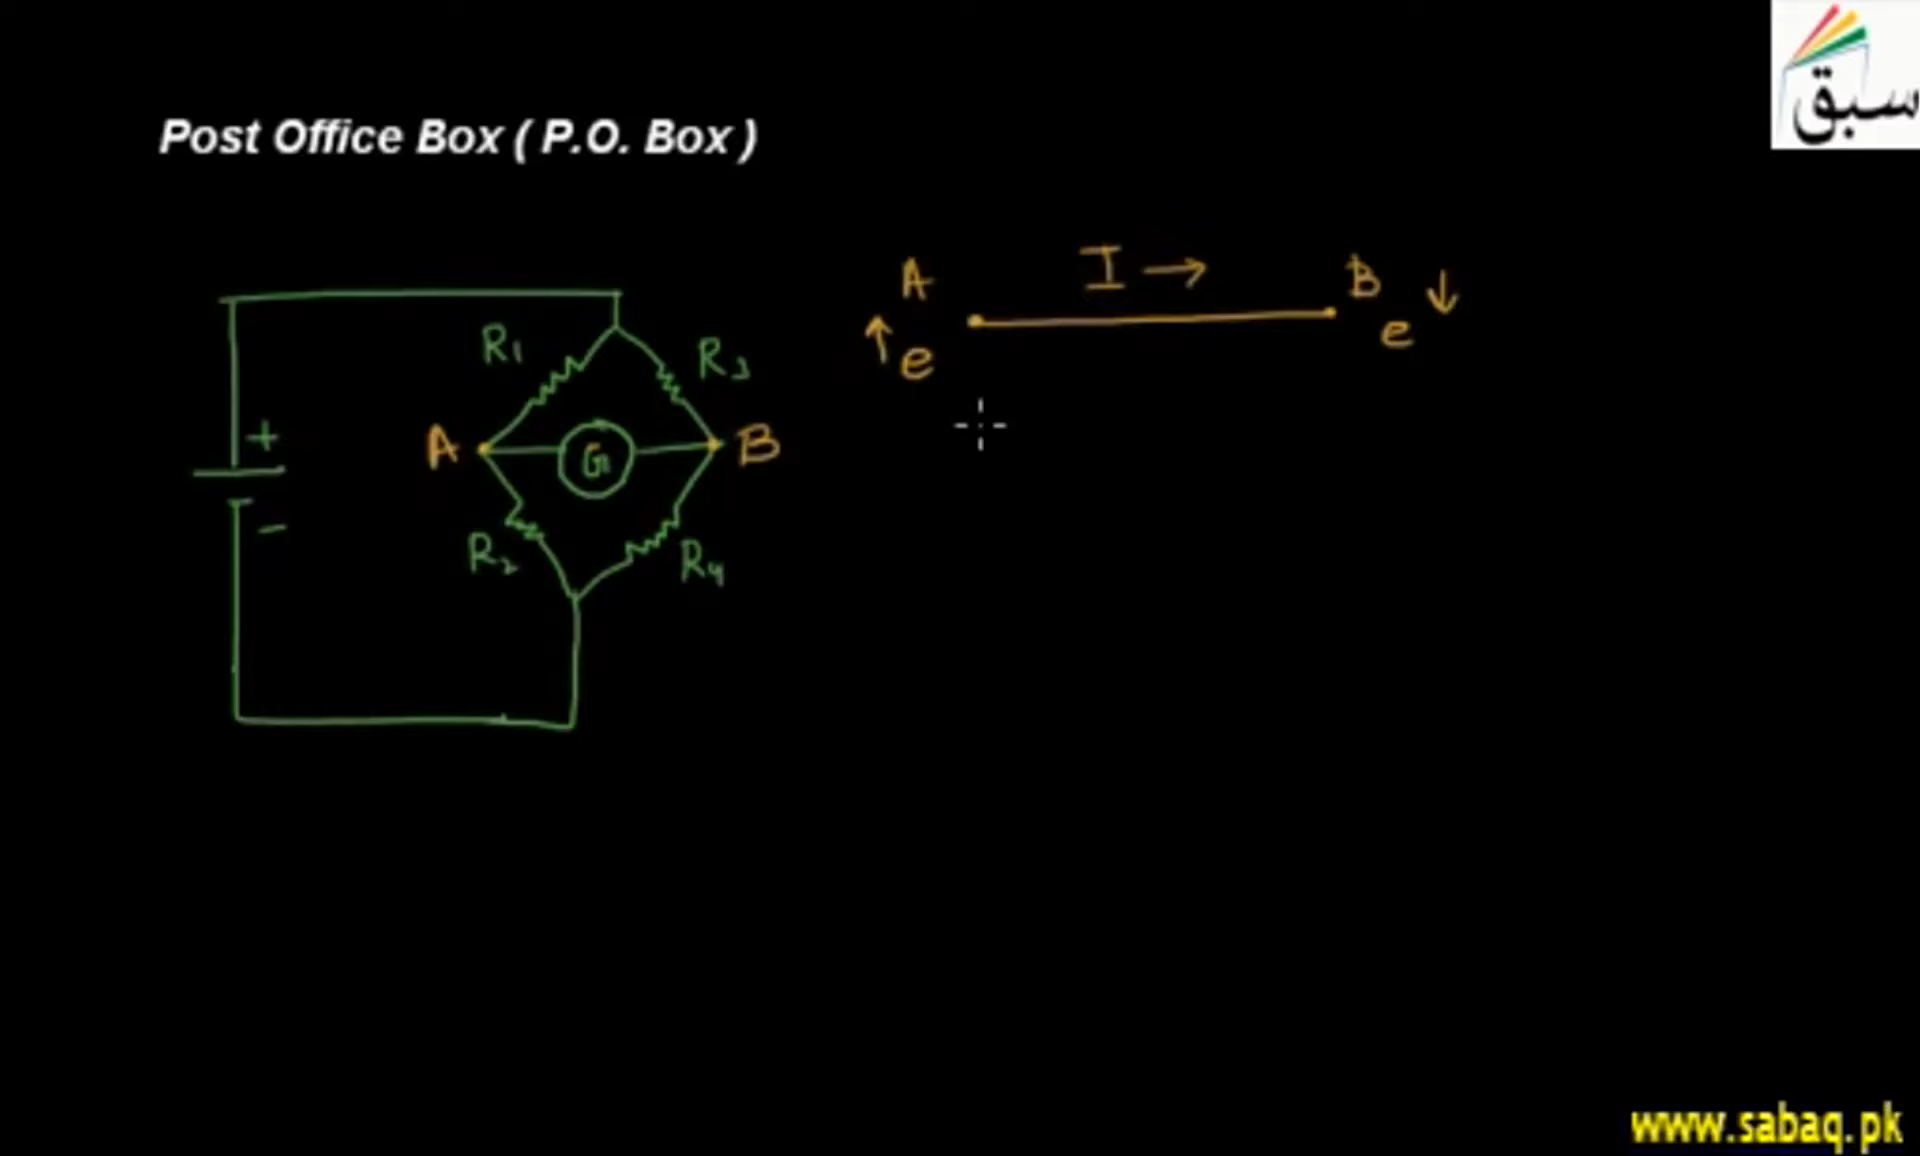 سبق
Post Office Box ( P.O. Box )
A I → B ↓
↑ e e
R1 R3
+
A G B
-
R2 R4
www.sabaq.pk